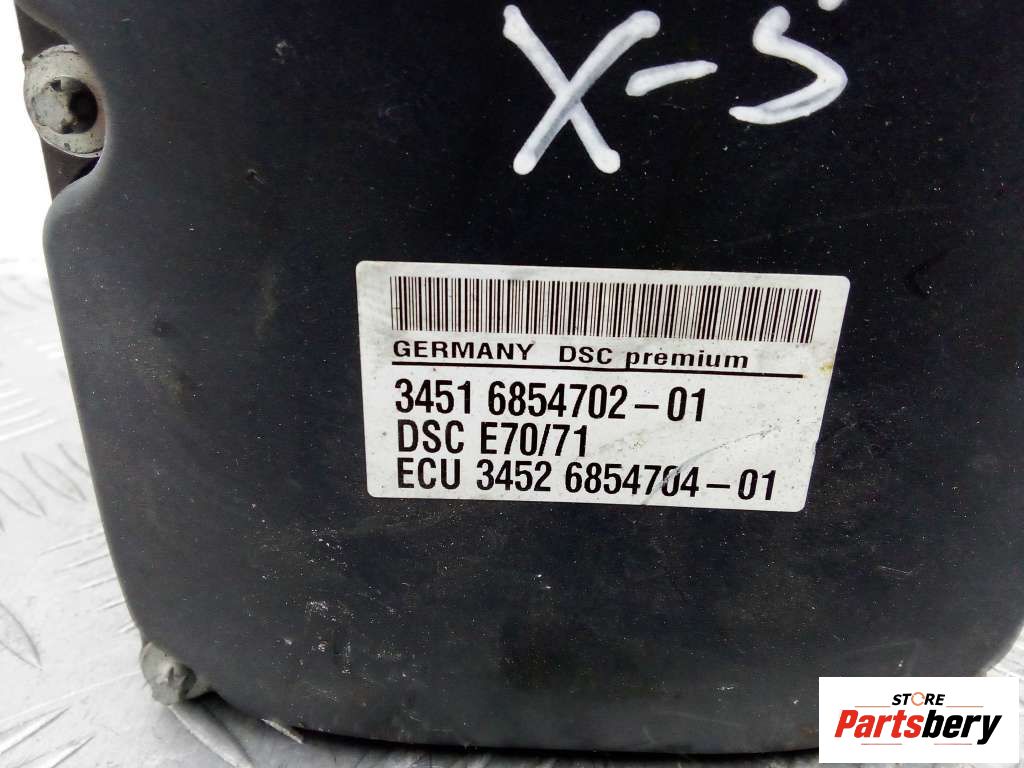 X-5
GERMANY DSC premium
3451 6854702-01
DSC E70/71
ECU 3452 6854704-01
STORE
Partsbery